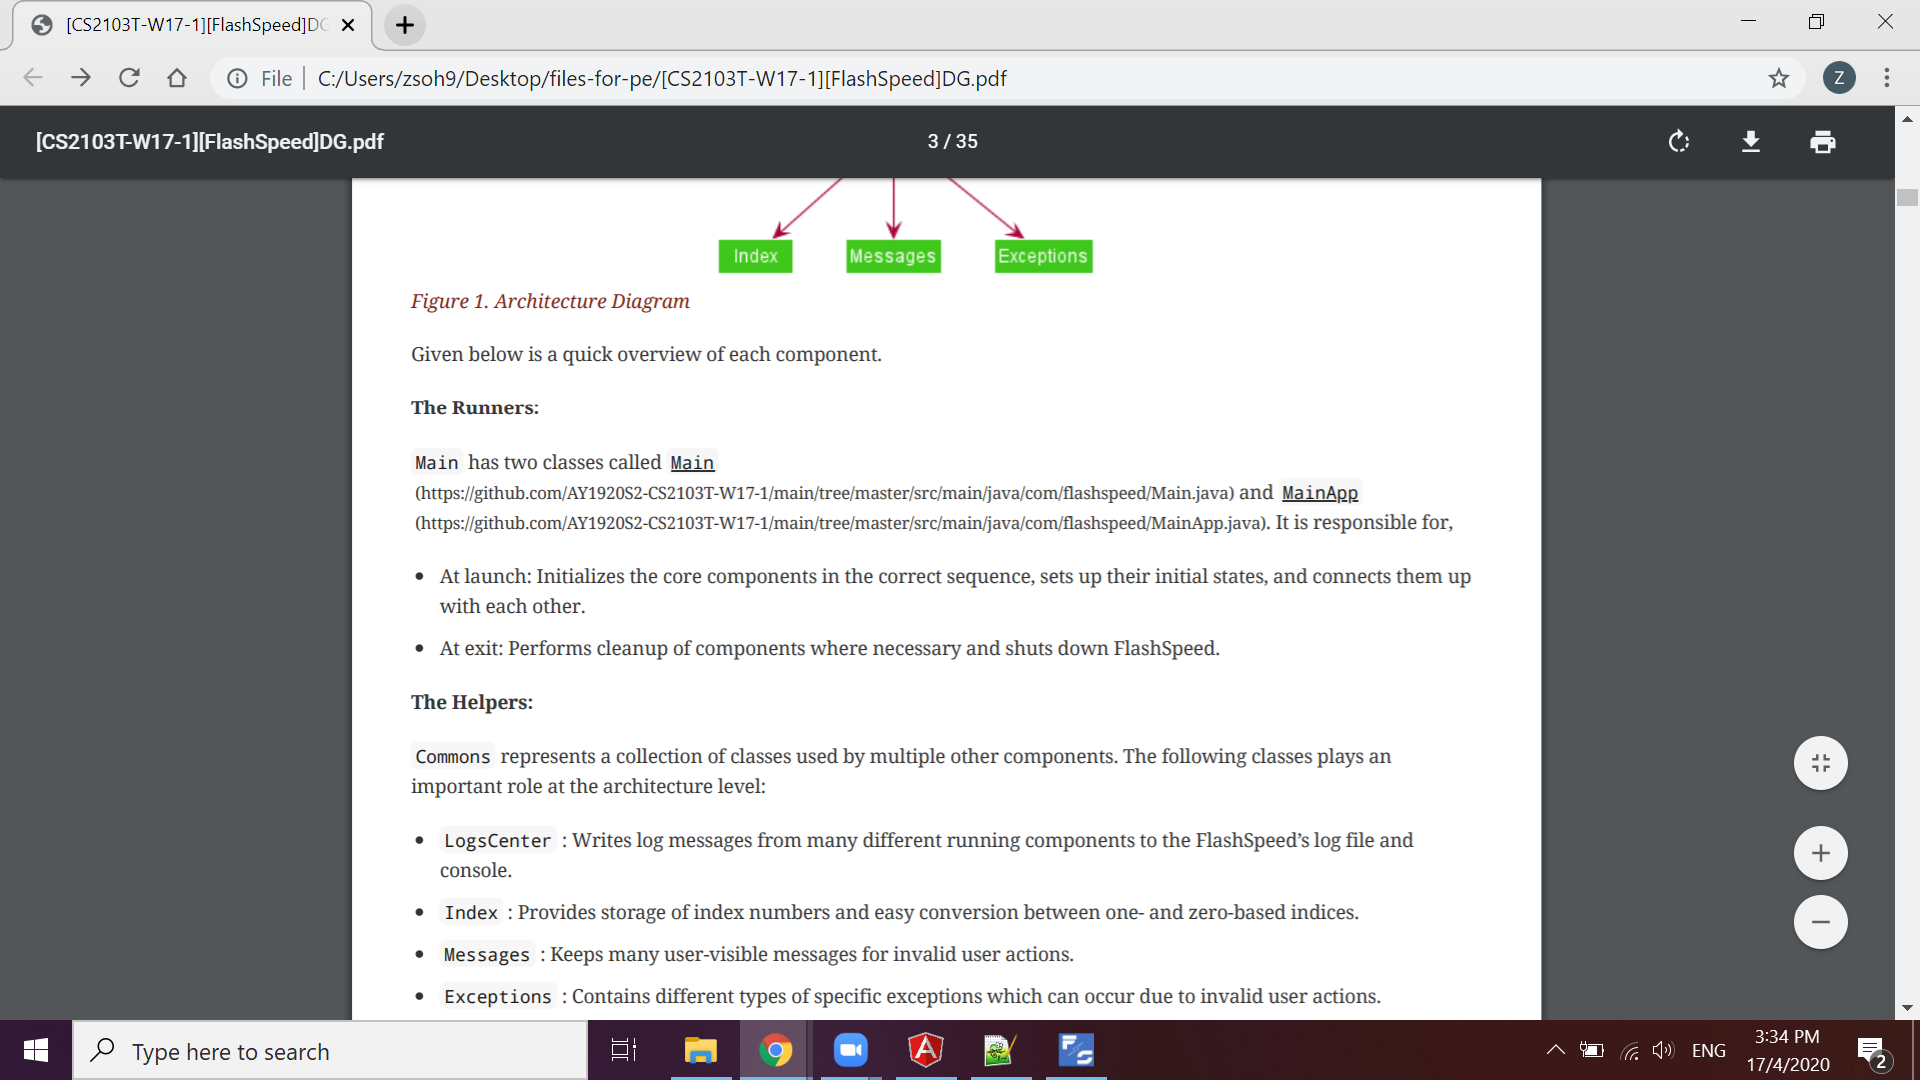 [CS2103T-W17-1][FlashSpeed]DG
File
C:/Users/zsoh9/Desktop/files-for-pe/[CS2103T-W17-1][FlashSpeed]DG.pdf
Z
[CS2103T-W17-1][FlashSpeed]DG.pdf
3 / 35
Index
Messages
Exceptions
Figure 1. Architecture Diagram
Given below is a quick overview of each component.
The Runners:
Main has two classes called Main
(https://github.com/AY1920S2-CS2103T-W17-1/main/tree/master/src/main/java/com/flashspeed/Main.java) and MainApp
(https://github.com/AY1920S2-CS2103T-W17-1/main/tree/master/src/main/java/com/flashspeed/MainApp.java). It is responsible for,
• At launch: Initializes the core components in the correct sequence, sets up their initial states, and connects them up
with each other.
• At exit: Performs cleanup of components where necessary and shuts down FlashSpeed.
The Helpers:
Commons represents a collection of classes used by multiple other components. The following classes plays an
important role at the architecture level:
• LogsCenter : Writes log messages from many different running components to the FlashSpeed’s log file and
console.
• Index : Provides storage of index numbers and easy conversion between one- and zero-based indices.
• Messages : Keeps many user-visible messages for invalid user actions.
• Exceptions : Contains different types of specific exceptions which can occur due to invalid user actions.
Type here to search
ENG
3:34 PM
17/4/2020
2